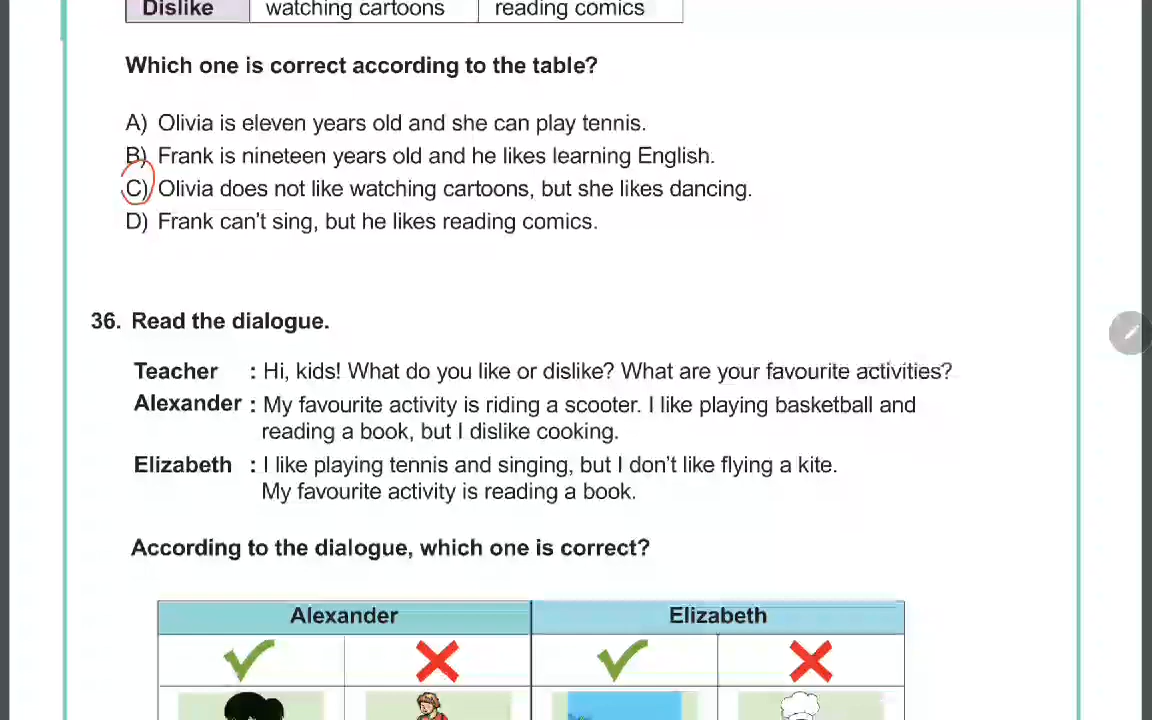 Dislike watching cartoons reading comics
Which one is correct according to the table?
A) Olivia is eleven years old and she can play tennis.
B) Frank is nineteen years old and he likes learning English.
C) Olivia does not like watching cartoons, but she likes dancing.
D) Frank can't sing, but he likes reading comics.
36. Read the dialogue.
Teacher : Hi, kids! What do you like or dislike? What are your favourite activities?
Alexander : My favourite activity is riding a scooter. I like playing basketball and
reading a book, but I dislike cooking.
Elizabeth : I like playing tennis and singing, but I don't like flying a kite.
My favourite activity is reading a book.
According to the dialogue, which one is correct?
Alexander Elizabeth